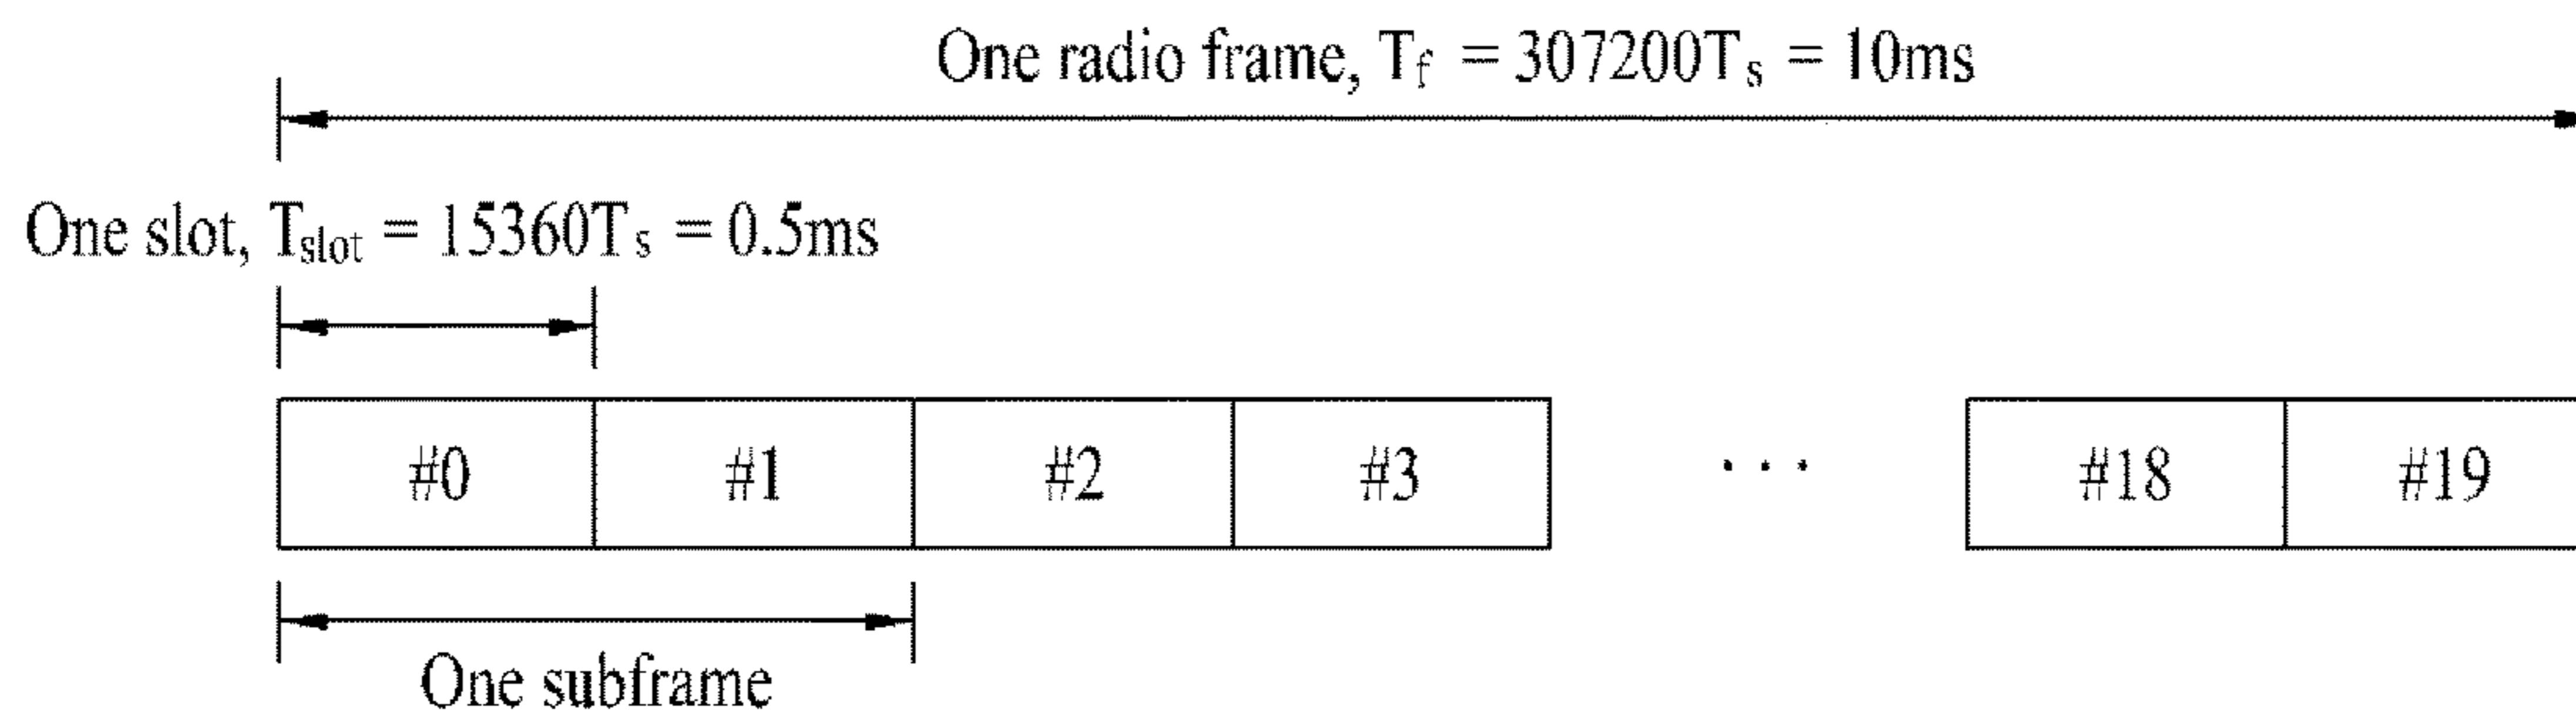 One radio frame, Tf = 307200Ts = 10ms
One slot, Tslot = 15360Ts = 0.5ms
#0 #1 #2 #3 · · · #18 #19
One subframe